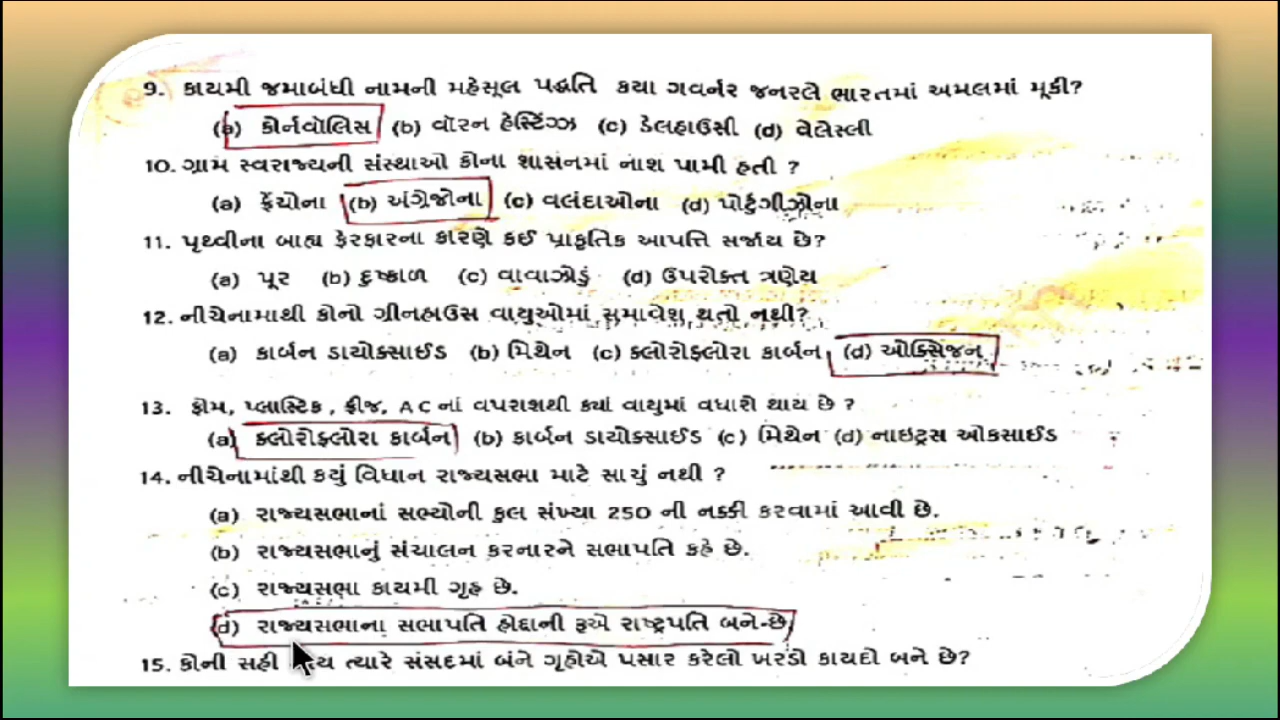 9. કાયમી જમાબંધી નામની મહેસૂલ પદ્ધતિ કયા ગવર્નર જનરલે ભારતમાં અમલમાં મૂકી?
(a) કોર્નવૉલિસ (b) વૉરન હેસ્ટિંગ્ઝ (c) ડેલહાઉસી (d) વેલેસ્લી
10. ગ્રામ સ્વરાજ્યની સંસ્થાઓ કોના શાસનમાં નાશ પામી હતી ?
(a) ફ્રેંચોના (b) અંગ્રેજોના (c) વલંદાઓના (d) પોર્ટુગીઝોના
11. પૃથ્વીના બાહ્ય ફેરફારના કારણે કઈ પ્રાકૃતિક આપત્તિ સર્જાય છે?
(a) પૂર (b) દુષ્કાળ (c) વાવાઝોડું (d) ઉપરોક્ત ત્રણેય
12. નીચેનામાથી કોનો ગ્રીનહાઉસ વાયુઓમાં સમાવેશ થતો નથી?
(a) કાર્બન ડાયોક્સાઈડ (b) મિથેન (c) ક્લોરોફ્લોરા કાર્બન (d) ઓક્સિજન
13. ફોમ, પ્લાસ્ટિક, ફ્રીજ, AC નાં વપરાશથી ક્યાં વાયુમાં વધારો થાય છે ?
(a) ક્લોરોફ્લોરા કાર્બન (b) કાર્બન ડાયોક્સાઈડ (c) મિથેન (d) નાઇટ્રસ ઓકસાઈડ
14. નીચેનામાંથી કયું વિધાન રાજ્યસભા માટે સાચું નથી ?
(a) રાજ્યસભાનાં સભ્યોની કુલ સંખ્યા 250 ની નક્કી કરવામાં આવી છે.
(b) રાજ્યસભાનું સંચાલન કરનારને સભાપતિ કહે છે.
(c) રાજ્યસભા કાયમી ગૃહ છે.
(d) રાજ્યસભાના સભાપતિ હોદ્દાની રૂએ રાષ્ટ્રપતિ બને છે
15. કોની સહી ત્યારે સંસદમાં બંને ગૃહોએ પસાર કરેલો ખરડો કાયદો બને છે?